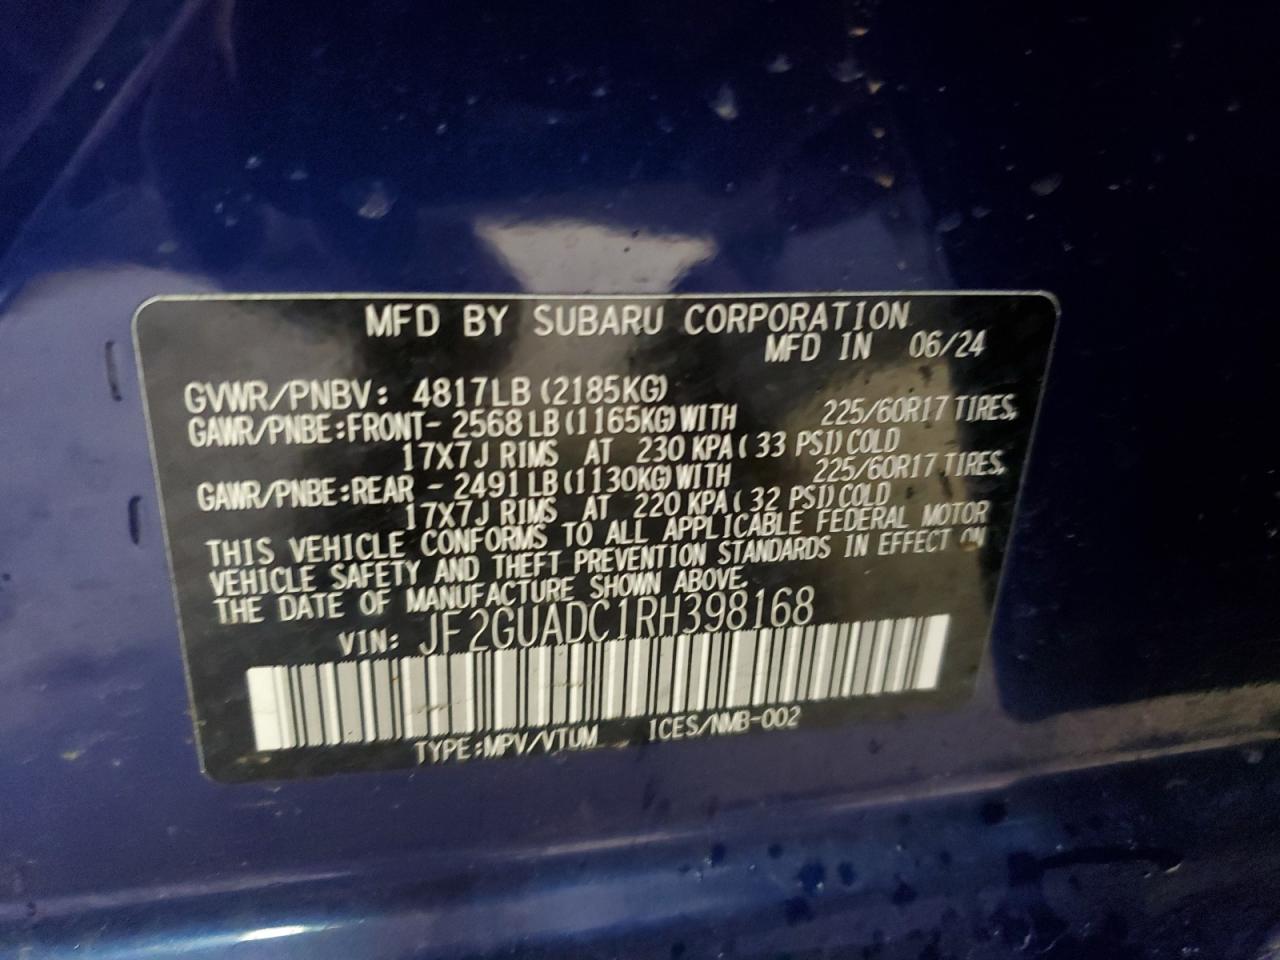 MFD BY SUBARU CORPORATION
MFD IN 06/24
GVWR/PNBV: 4817LB (2185KG)
GAWR/PNBE:FRONT- 2568 LB (1165KG) WITH 225/60R17 TIRES,
17X7J RIMS AT 230 KPA ( 33 PSI) COLD
GAWR/PNBE:REAR - 2491 LB (1130KG) WITH 225/60R17 TIRES,
17X7J RIMS AT 220 KPA ( 32 PSI) COLD
THIS VEHICLE CONFORMS TO ALL APPLICABLE FEDERAL MOTOR
VEHICLE SAFETY AND THEFT PREVENTION STANDARDS IN EFFECT ON
THE DATE OF MANUFACTURE SHOWN ABOVE.
VIN: JF2GUADC1RH398168
TYPE:MPV/VTUM ICES/NMB-002